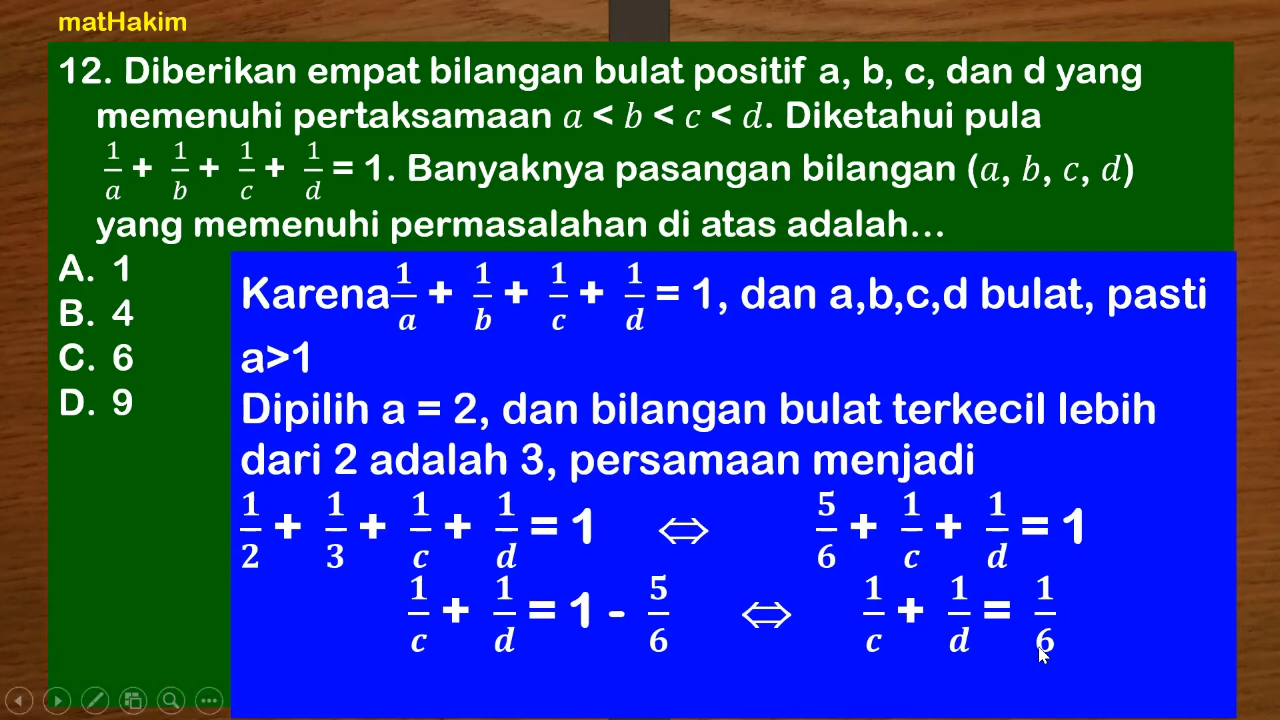 matHakim
12. Diberikan empat bilangan bulat positif a, b, c, dan d yang
memenuhi pertaksamaan a < b < c < d. Diketahui pula
1/a + 1/b + 1/c + 1/d = 1. Banyaknya pasangan bilangan (a, b, c, d)
yang memenuhi permasalahan di atas adalah...
A. 1
B. 4
C. 6
D. 9
Karena 1/a + 1/b + 1/c + 1/d = 1, dan a,b,c,d bulat, pasti
a>1
Dipilih a = 2, dan bilangan bulat terkecil lebih
dari 2 adalah 3, persamaan menjadi
1/2 + 1/3 + 1/c + 1/d = 1 ⇔ 5/6 + 1/c + 1/d = 1
1/c + 1/d = 1 - 5/6 ⇔ 1/c + 1/d = 1/6